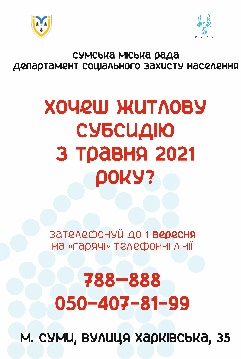 Сумська міська рада
Департамент соціального захисту населення
Хочеш житлову
субсидію
з травня 2021
року?
Зателефонуй до 1 вересня
на «гарячі» телефонні лінії
788-888
050-407-81-99
м. Суми, вулиця Харківська, 35